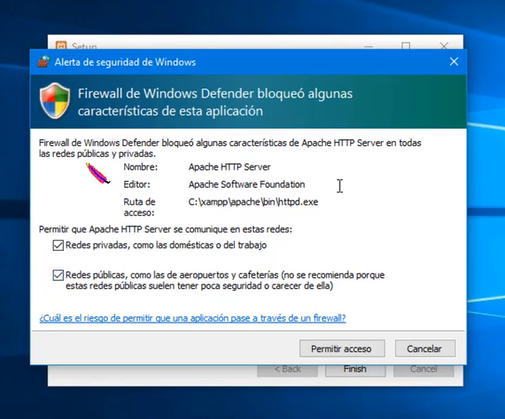 Setup
Alerta de seguridad de Windows
Firewall de Windows Defender bloqueó algunas
características de esta aplicación
Firewall de Windows Defender bloqueó algunas características de Apache HTTP Server en todas
las redes públicas y privadas.
Nombre: Apache HTTP Server
Editor: Apache Software Foundation
Ruta de acceso: C:\xampp\apache\bin\httpd.exe
Permitir que Apache HTTP Server se comunique en estas redes:
Redes privadas, como las domésticas o del trabajo
Redes públicas, como las de aeropuertos y cafeterías (no se recomienda porque
estas redes públicas suelen tener poca seguridad o carecer de ella)
¿Cuál es el riesgo de permitir que una aplicación pase a través de un firewall?
Permitir acceso Cancelar
< Back Finish Cancel